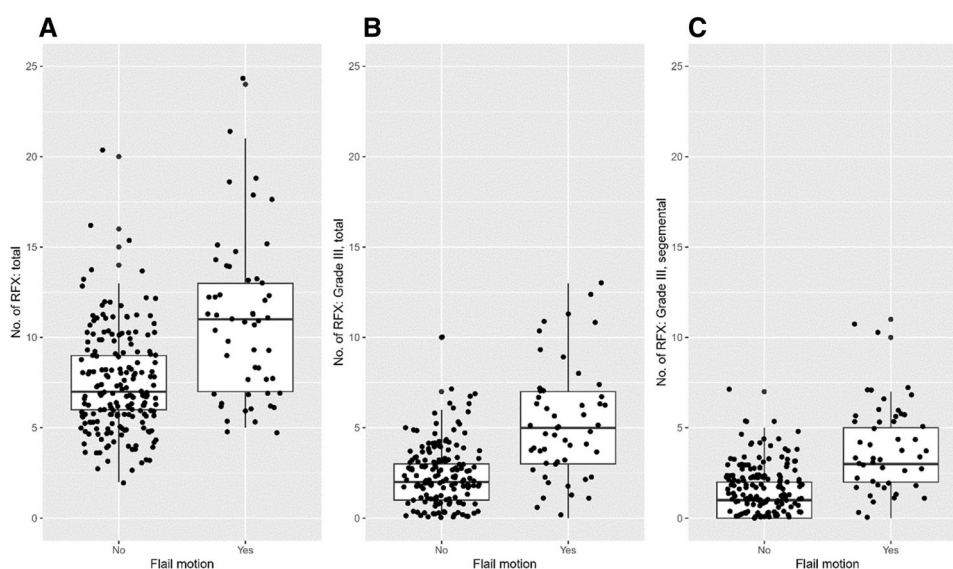 A
B
C
No. of RFX: total
25
20
15
10
5
0
No
Yes
Flail motion
No. of RFX: Grade III, total
25
20
15
10
5
0
No
Yes
Flail motion
No. of RFX: Grade III, segemental
25
20
15
10
5
0
No
Yes
Flail motion